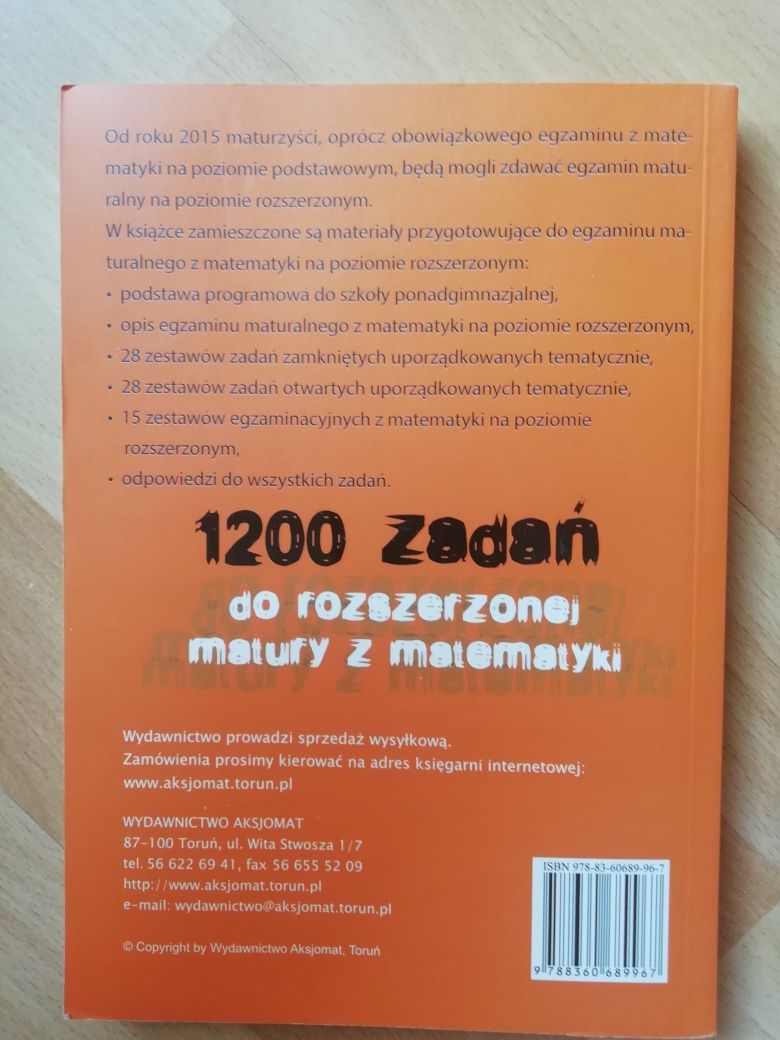 Od roku 2015 maturzyści, oprócz obowiązkowego egzaminu z mate-
matyki na poziomie podstawowym, będą mogli zdawać egzamin matu-
ralny na poziomie rozszerzonym.
W książce zamieszczone są materiały przygotowujące do egzaminu ma-
turalnego z matematyki na poziomie rozszerzonym:
• podstawa programowa do szkoły ponadgimnazjalnej,
• opis egzaminu maturalnego z matematyki na poziomie rozszerzonym,
• 28 zestawów zadań zamkniętych uporządkowanych tematycznie,
• 28 zestawów zadań otwartych uporządkowanych tematycznie,
• 15 zestawów egzaminacyjnych z matematyki na poziomie
rozszerzonym,
• odpowiedzi do wszystkich zadań.
1200 zadań
do rozszerzonej
matury z matematyki
Wydawnictwo prowadzi sprzedaż wysyłkową.
Zamówienia prosimy kierować na adres księgarni internetowej:
www.aksjomat.torun.pl
WYDAWNICTWO AKSJOMAT
87-100 Toruń, ul. Wita Stwosza 1/7
tel. 56 622 69 41, fax 56 655 52 09
http://www.aksjomat.torun.pl
e-mail: wydawnictwo@aksjomat.torun.pl
© Copyright by Wydawnictwo Aksjomat, Toruń
ISBN 978-83-60689-96-7
9 788360 689967